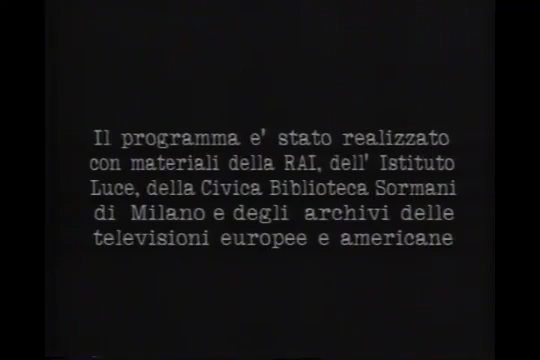 Il programma e' stato realizzato
con materiali della RAI, dell' Istituto
Luce, della Civica Biblioteca Sormani
di Milano e degli archivi delle
televisioni europee e americane